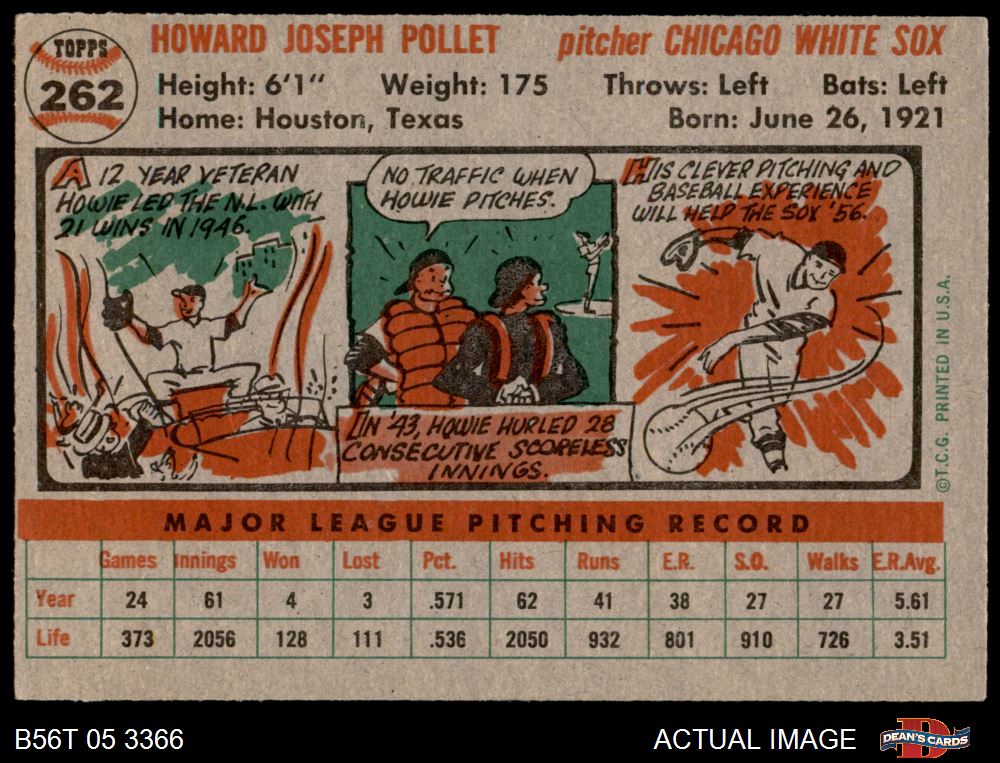 TOPPS
262
HOWARD JOSEPH POLLET pitcher CHICAGO WHITE SOX
Height: 6'1" Weight: 175 Throws: Left Bats: Left
Home: Houston, Texas Born: June 26, 1921
A 12 YEAR VETERAN
HOWIE LED THE N.L. WITH
21 WINS IN 1946.
NO TRAFFIC WHEN
HOWIE PITCHES.
IN '43, HOWIE HURLED 28
CONSECUTIVE SCORELESS
INNINGS.
HIS CLEVER PITCHING AND
BASEBALL EXPERIENCE
WILL HELP THE SOX '56.
©T.C.G. PRINTED IN U.S.A.
MAJOR LEAGUE PITCHING RECORD
Games Innings Won Lost Pct. Hits Runs E.R. S.O. Walks E.R.Avg.
Year 24 61 4 3 .571 62 41 38 27 27 5.61
Life 373 2056 128 111 .536 2050 932 801 910 726 3.51
B56T 05 3366 ACTUAL IMAGE
D
DEAN'S CARDS